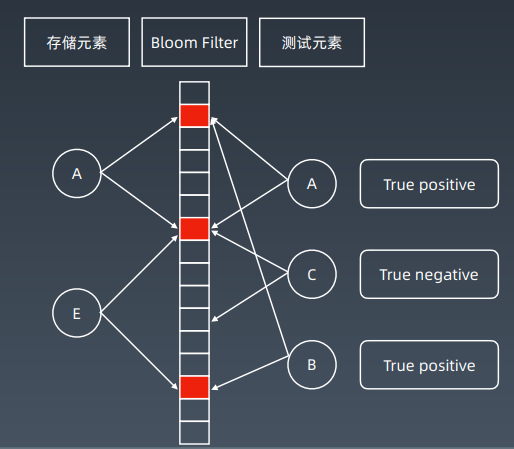 存储元素
Bloom Filter
测试元素
A
A
True positive
C
True negative
E
B
True positive